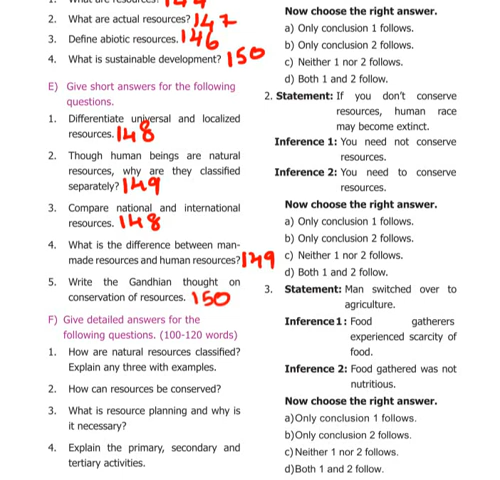 1. What are resources? 147
2. What are actual resources? 147
3. Define abiotic resources. 146
4. What is sustainable development? 150
E) Give short answers for the following
questions.
1. Differentiate universal and localized
resources. 148
2. Though human beings are natural
resources, why are they classified
separately? 149
3. Compare national and international
resources. 148
4. What is the difference between man-
made resources and human resources? 149
5. Write the Gandhian thought on
conservation of resources. 150
F) Give detailed answers for the
following questions. (100-120 words)
1. How are natural resources classified?
Explain any three with examples.
2. How can resources be conserved?
3. What is resource planning and why is
it necessary?
4. Explain the primary, secondary and
tertiary activities.
Now choose the right answer.
a) Only conclusion 1 follows.
b) Only conclusion 2 follows.
c) Neither 1 nor 2 follows.
d) Both 1 and 2 follow.
2. Statement: If you don't conserve
resources, human race
may become extinct.
Inference 1: You need not conserve
resources.
Inference 2: You need to conserve
resources.
Now choose the right answer.
a) Only conclusion 1 follows.
b) Only conclusion 2 follows.
c) Neither 1 nor 2 follows.
d) Both 1 and 2 follow.
3. Statement: Man switched over to
agriculture.
Inference 1: Food gatherers
experienced scarcity of
food.
Inference 2: Food gathered was not
nutritious.
Now choose the right answer.
a)Only conclusion 1 follows.
b)Only conclusion 2 follows.
c)Neither 1 nor 2 follows.
d)Both 1 and 2 follow.